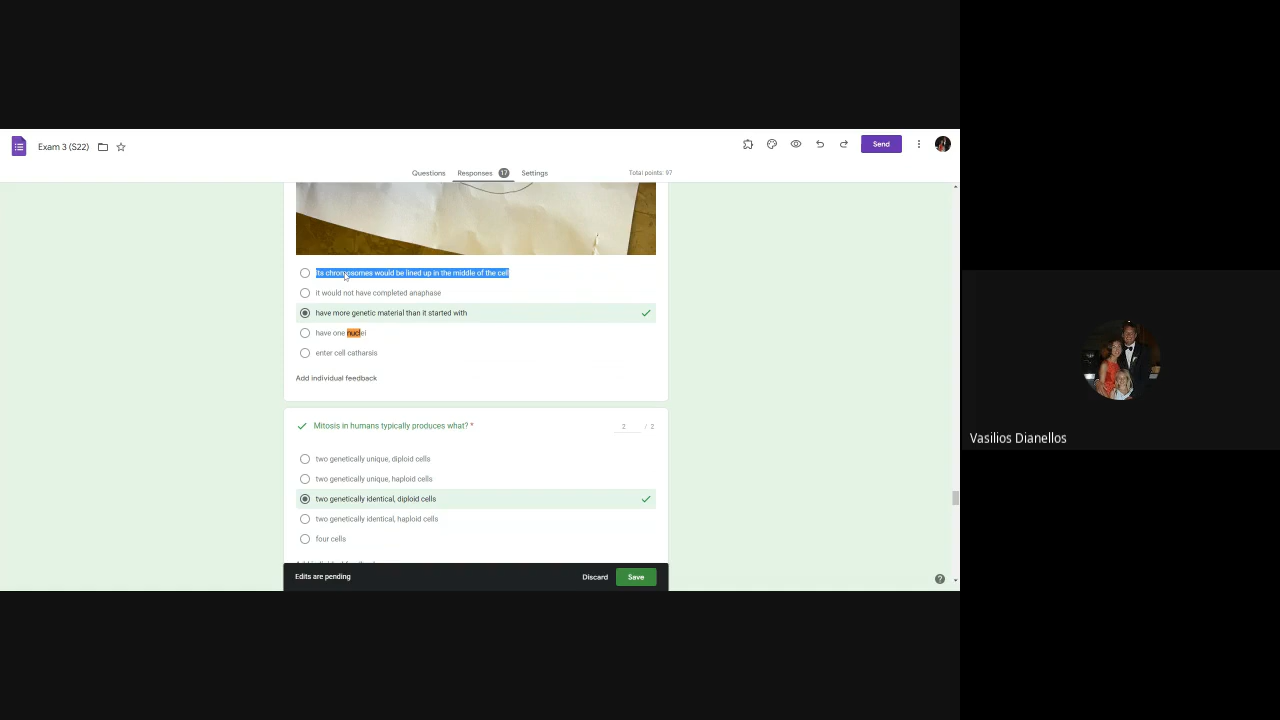 Exam 3 (S22)
Send
Questions
Responses 17
Settings
Total points: 97
its chromosomes would be lined up in the middle of the cell
it would not have completed anaphase
have more genetic material than it started with
have one nuclei
enter cell catharsis
Add individual feedback
Mitosis in humans typically produces what? *
2 / 2
two genetically unique, diploid cells
two genetically unique, haploid cells
two genetically identical, diploid cells
two genetically identical, haploid cells
four cells
Edits are pending
Discard
Save
Vasilios Dianellos